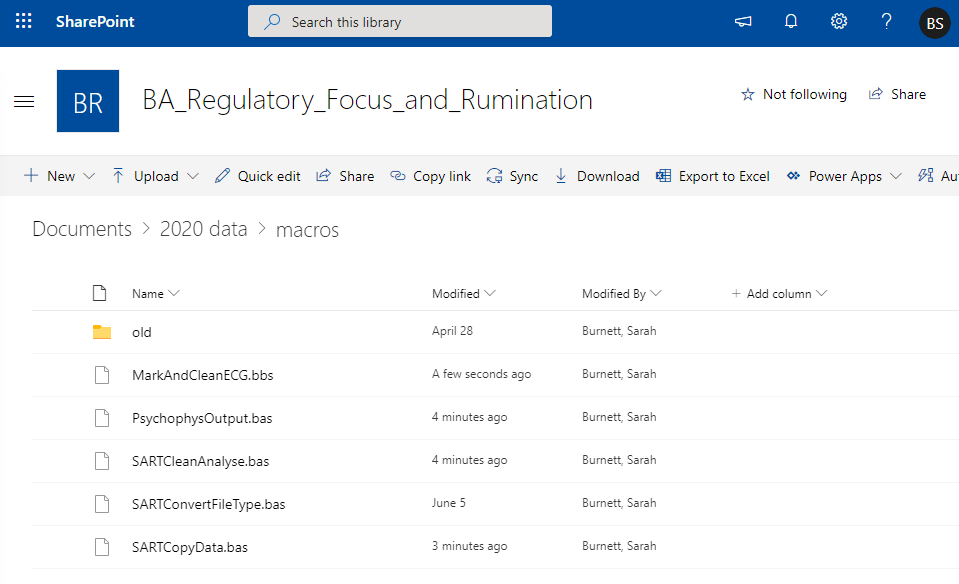 SharePoint Search this library BS
BR BA_Regulatory_Focus_and_Rumination Not following Share
New Upload Quick edit Share Copy link Sync Download Export to Excel Power Apps Au
Documents > 2020 data > macros
Name Modified Modified By + Add column
old April 28 Burnett, Sarah
MarkAndCleanECG.bbs A few seconds ago Burnett, Sarah
PsychophysOutput.bas 4 minutes ago Burnett, Sarah
SARTCleanAnalyse.bas 4 minutes ago Burnett, Sarah
SARTConvertFileType.bas June 5 Burnett, Sarah
SARTCopyData.bas 3 minutes ago Burnett, Sarah